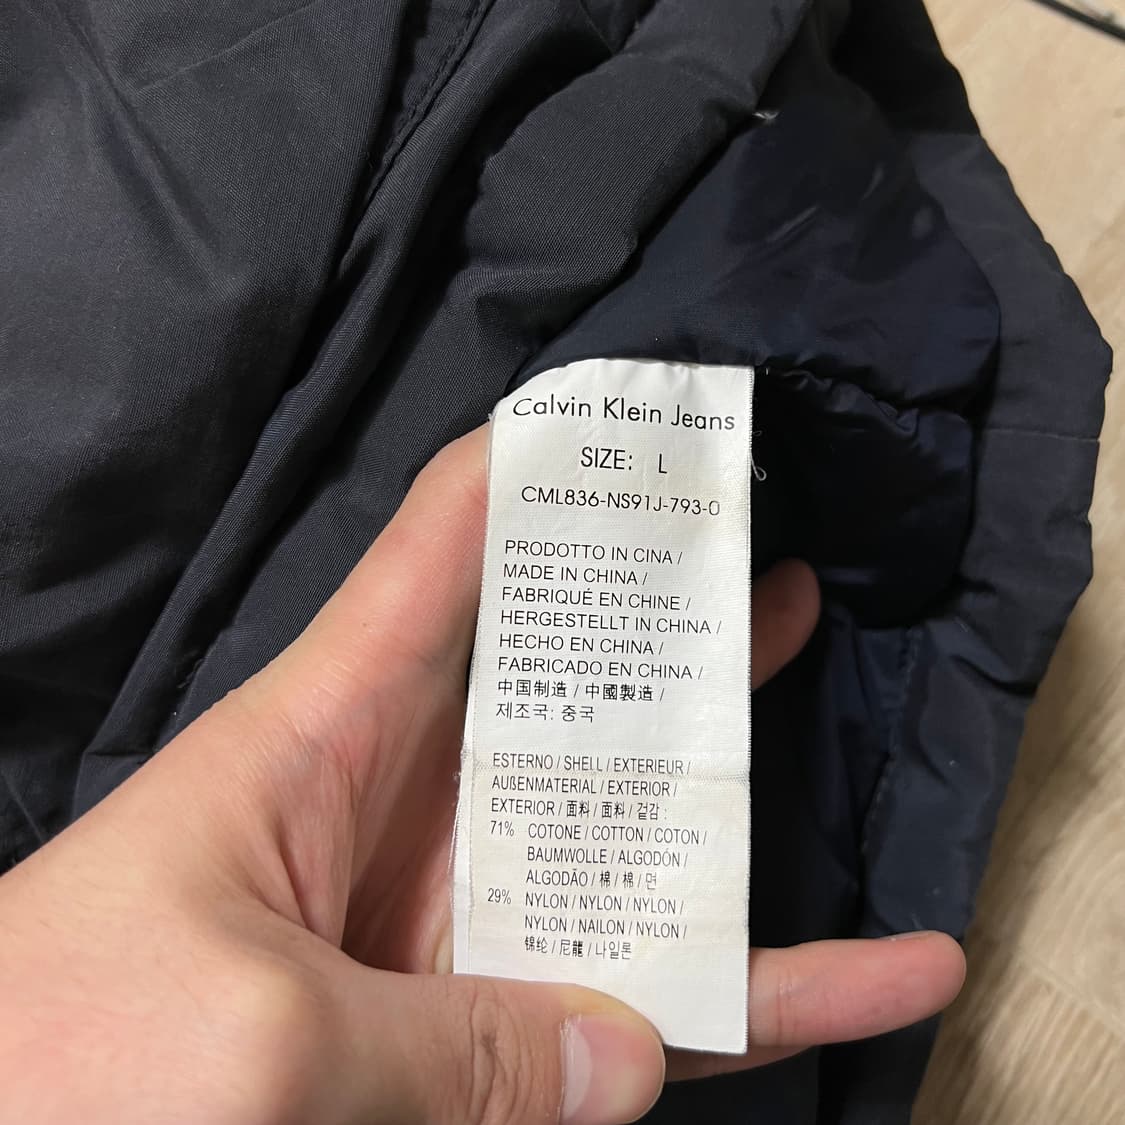 Calvin Klein Jeans
SIZE: L
CML836-NS91J-793-0
PRODOTTO IN CINA /
MADE IN CHINA /
FABRIQUÉ EN CHINE /
HERGESTELLT IN CHINA /
HECHO EN CHINA /
FABRICADO EN CHINA /
中国制造 / 中國製造 /
제조국: 중국
ESTERNO / SHELL / EXTERIEUR /
AUßENMATERIAL / EXTERIOR /
EXTERIOR / 面料 / 面料 / 겉감 :
71% COTONE / COTTON / COTON /
BAUMWOLLE / ALGODÓN /
ALGODÃO / 棉 / 棉 / 면
29% NYLON / NYLON / NYLON /
NYLON / NAILON / NYLON /
锦纶 / 尼龍 / 나일론